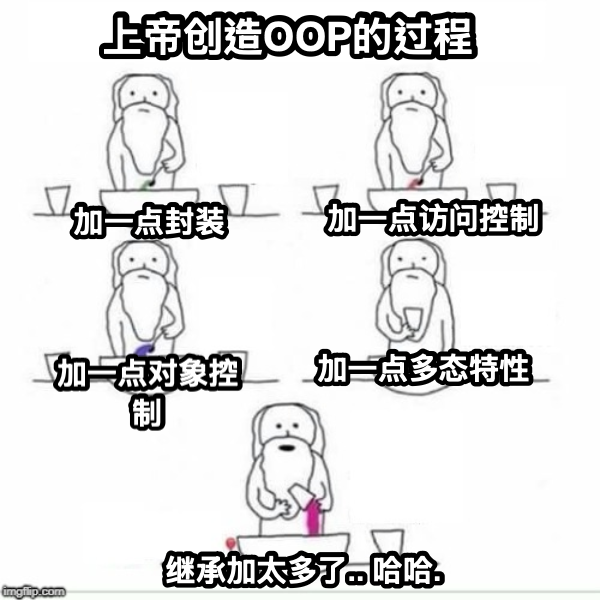 上帝创造OOP的过程
加一点封装
加一点访问控制
加一点对象控
制
加一点多态特性
继承加太多了.. 哈哈.
imgflip.com